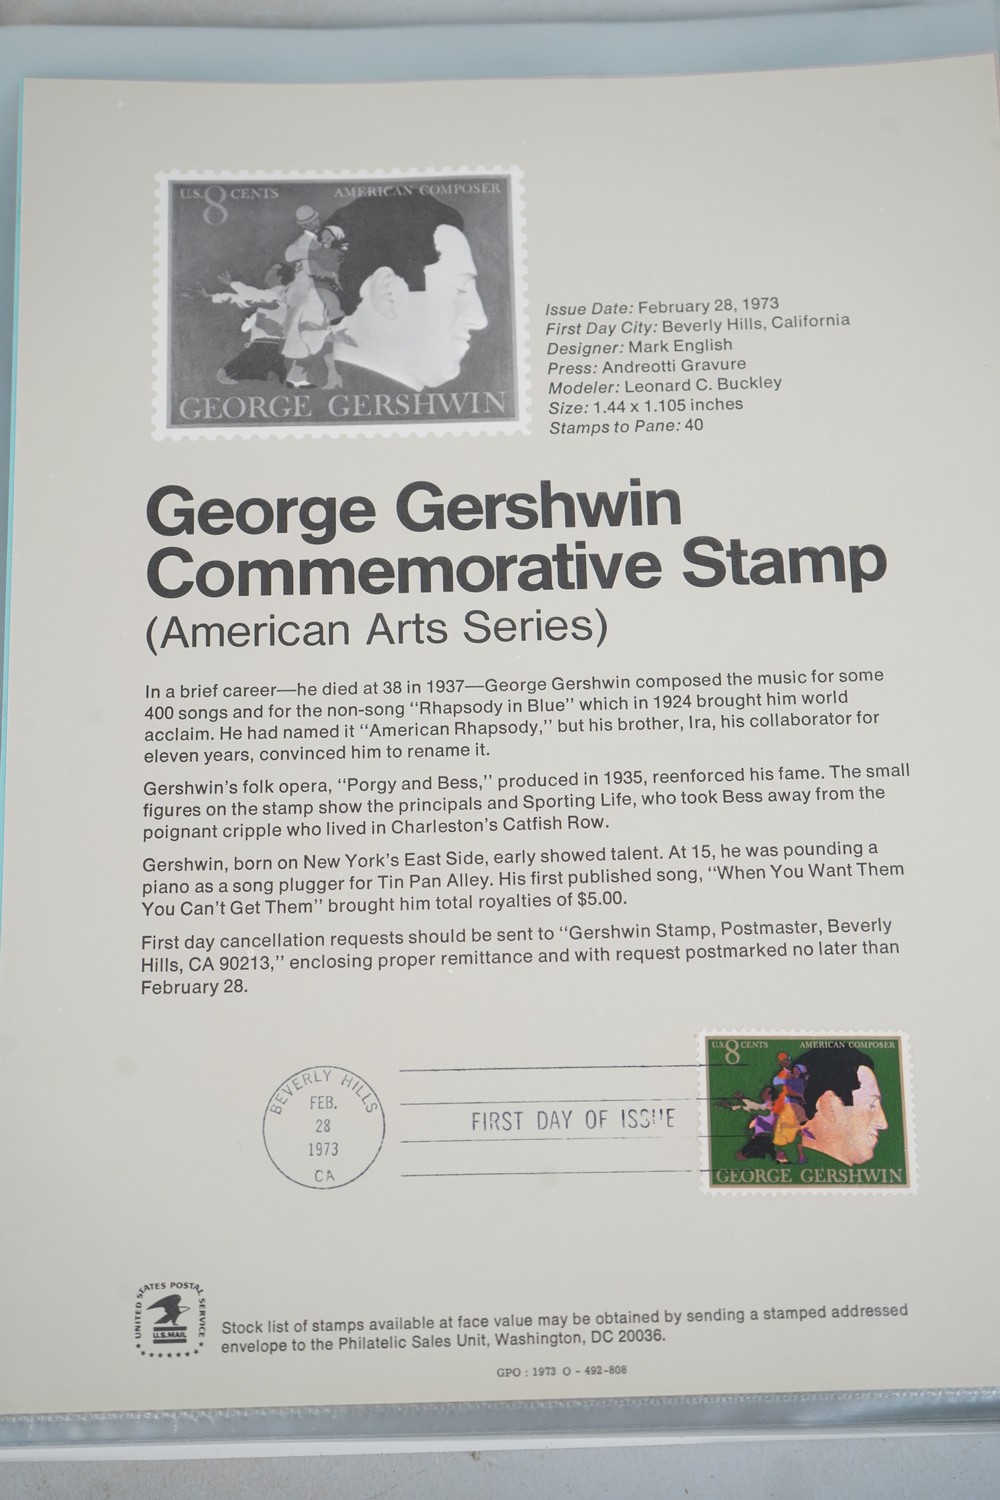 U.S. 8 CENTS AMERICAN COMPOSER
GEORGE GERSHWIN
Issue Date: February 28, 1973
First Day City: Beverly Hills, California
Designer: Mark English
Press: Andreotti Gravure
Modeler: Leonard C. Buckley
Size: 1.44 x 1.105 inches
Stamps to Pane: 40
George Gershwin
Commemorative Stamp
(American Arts Series)
In a brief career—he died at 38 in 1937—George Gershwin composed the music for some
400 songs and for the non-song “Rhapsody in Blue” which in 1924 brought him world
acclaim. He had named it “American Rhapsody,” but his brother, Ira, his collaborator for
eleven years, convinced him to rename it.
Gershwin’s folk opera, “Porgy and Bess,” produced in 1935, reenforced his fame. The small
figures on the stamp show the principals and Sporting Life, who took Bess away from the
poignant cripple who lived in Charleston’s Catfish Row.
Gershwin, born on New York’s East Side, early showed talent. At 15, he was pounding a
piano as a song plugger for Tin Pan Alley. His first published song, “When You Want Them
You Can’t Get Them” brought him total royalties of $5.00.
First day cancellation requests should be sent to “Gershwin Stamp, Postmaster, Beverly
Hills, CA 90213,” enclosing proper remittance and with request postmarked no later than
February 28.
BEVERLY HILLS
FEB.
28
1973
CA
FIRST DAY OF ISSUE
U.S. 8 CENTS AMERICAN COMPOSER
GEORGE GERSHWIN
UNITED STATES POSTAL SERVICE
U.S.MAIL
Stock list of stamps available at face value may be obtained by sending a stamped addressed
envelope to the Philatelic Sales Unit, Washington, DC 20036.
GPO : 1973 O - 492-808